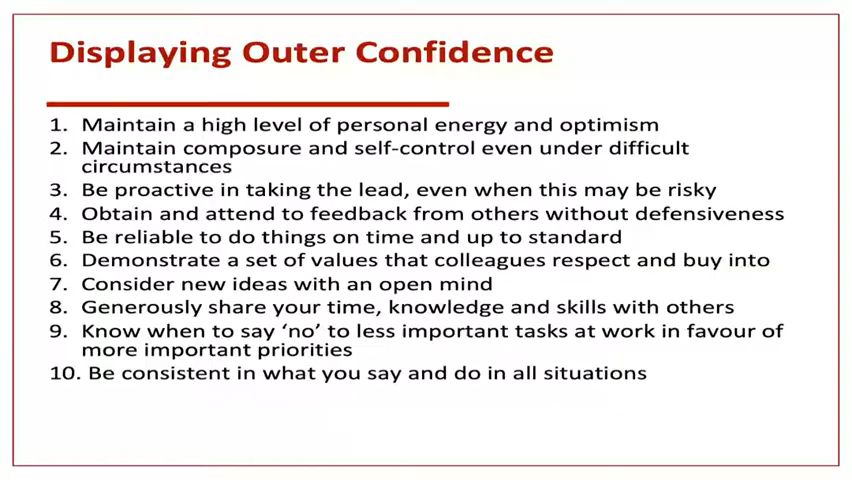 Displaying Outer Confidence
1. Maintain a high level of personal energy and optimism
2. Maintain composure and self-control even under difficult
circumstances
3. Be proactive in taking the lead, even when this may be risky
4. Obtain and attend to feedback from others without defensiveness
5. Be reliable to do things on time and up to standard
6. Demonstrate a set of values that colleagues respect and buy into
7. Consider new ideas with an open mind
8. Generously share your time, knowledge and skills with others
9. Know when to say ‘no’ to less important tasks at work in favour of
more important priorities
10. Be consistent in what you say and do in all situations